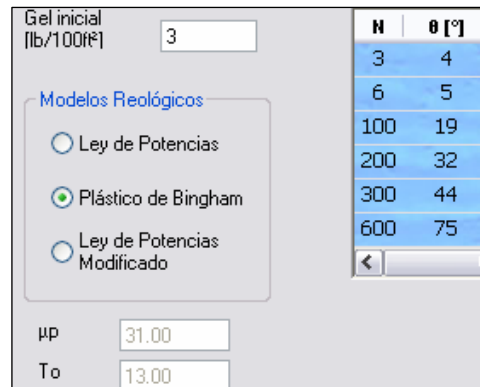 Gel inicial
[lb/100ft²]
3
Modelos Reológicos
Ley de Potencias
Plástico de Bingham
Ley de Potencias
Modificado
µp
31.00
To
13.00
N θ [°]
3 4
6 5
100 19
200 32
300 44
600 75